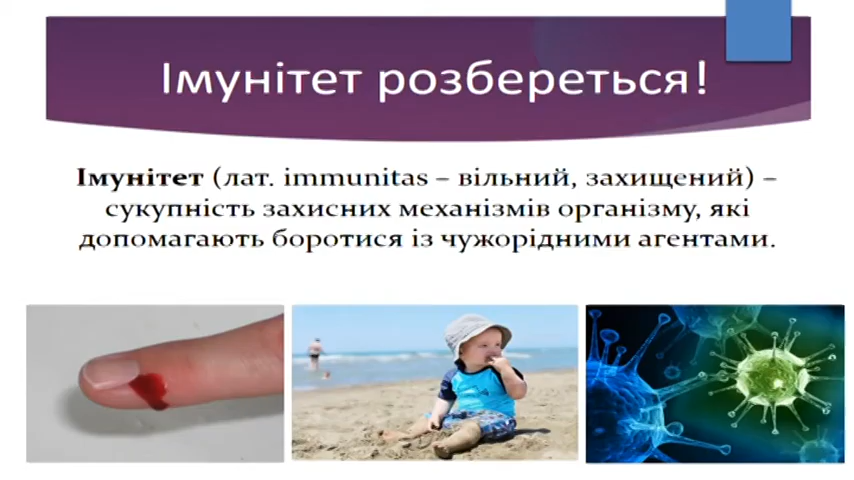 Імунітет розбереться!
Імунітет (лат. immunitas – вільний, захищений) –
сукупність захисних механізмів організму, які
допомагають боротися із чужорідними агентами.